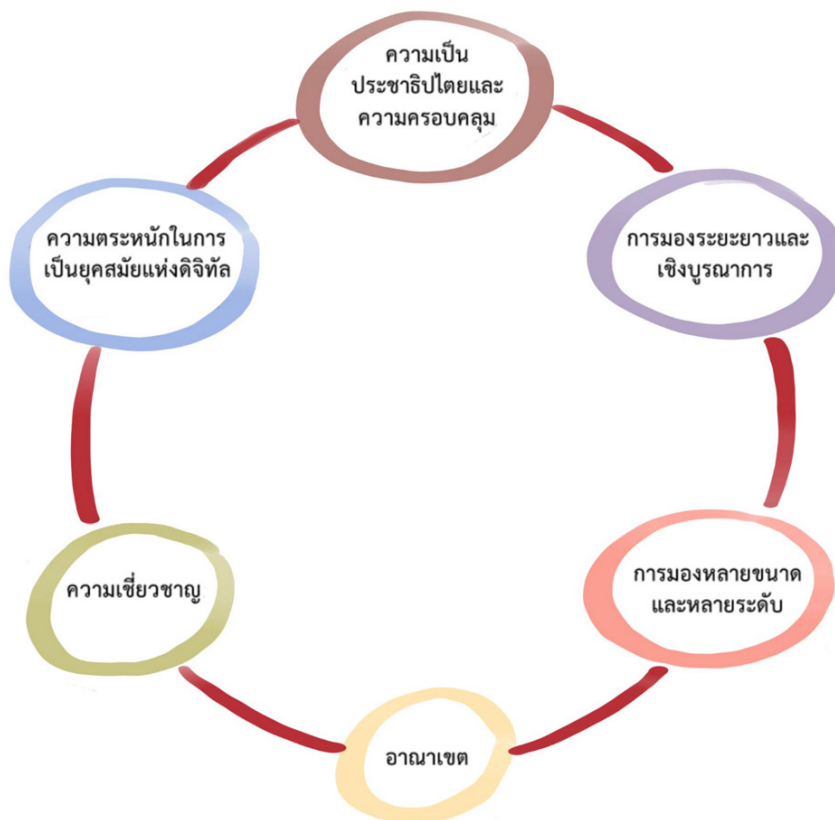 ความเป็น
ประชาธิปไตยและ
ความครอบคลุม
การมองระยะยาวและ
เชิงบูรณาการ
การมองหลายขนาด
และหลายระดับ
อาณาเขต
ความเชี่ยวชาญ
ความตระหนักในการ
เป็นยุคสมัยแห่งดิจิทัล